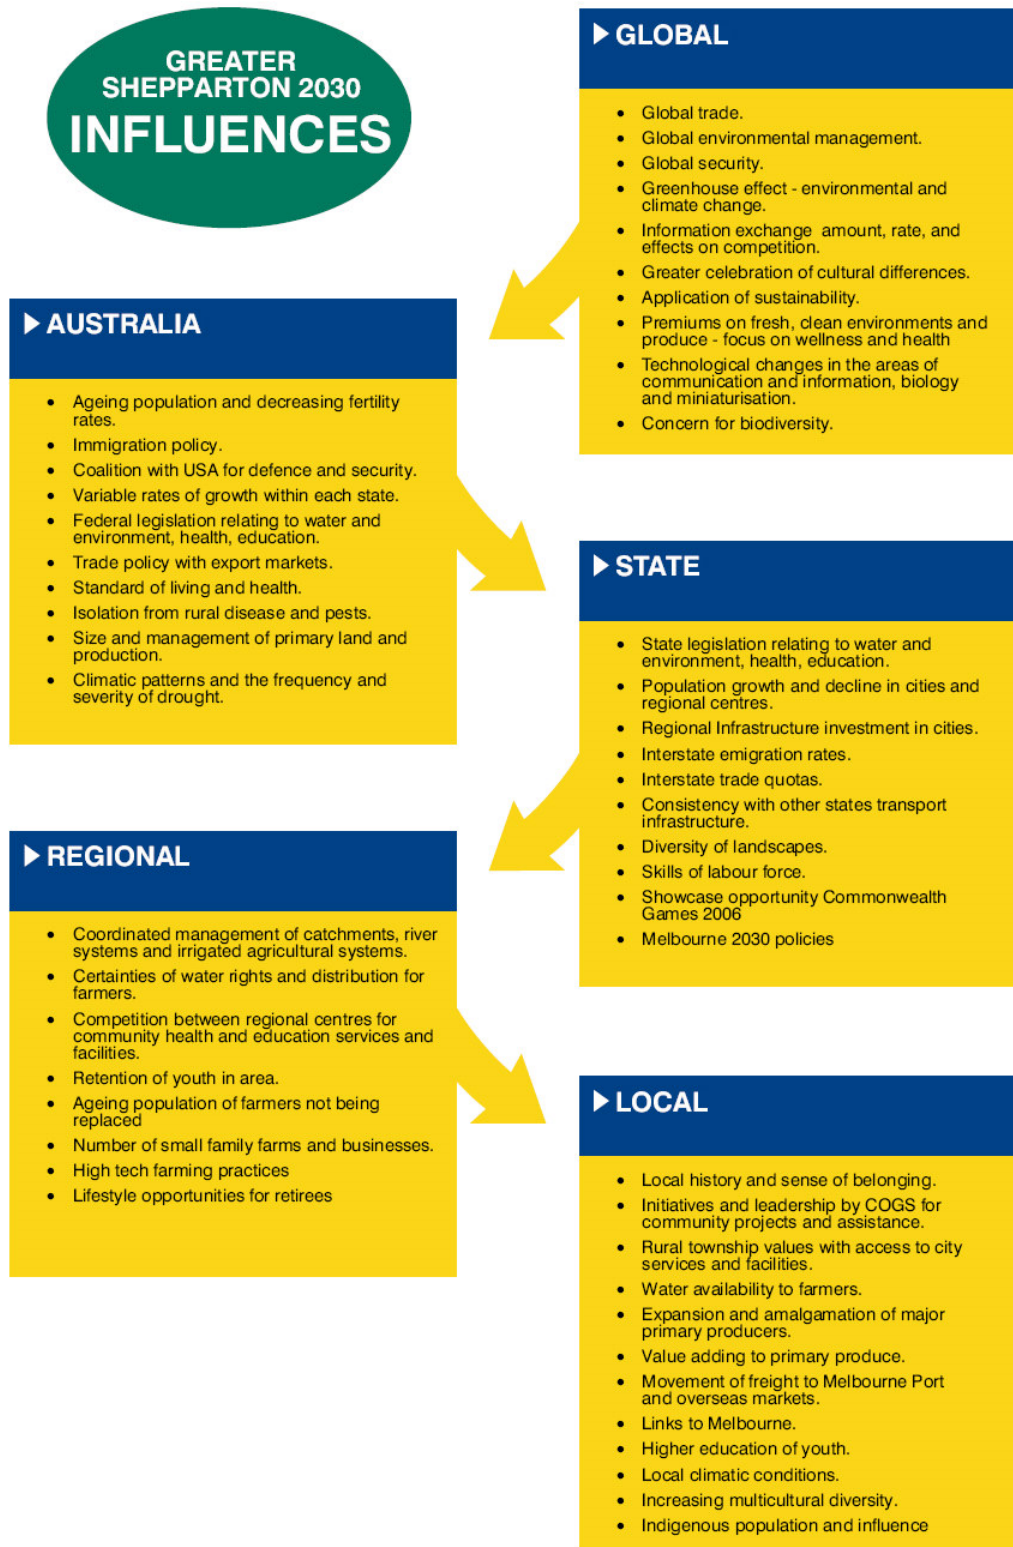 GREATER
SHEPPARTON 2030
INFLUENCES
GLOBAL
• Global trade.
• Global environmental management.
• Global security.
• Greenhouse effect - environmental and
climate change.
• Information exchange  amount, rate, and
effects on competition.
• Greater celebration of cultural differences.
• Application of sustainability.
• Premiums on fresh, clean environments and
produce - focus on wellness and health
• Technological changes in the areas of
communication and information, biology
and miniaturisation.
• Concern for biodiversity.
AUSTRALIA
• Ageing population and decreasing fertility
rates.
• Immigration policy.
• Coalition with USA for defence and security.
• Variable rates of growth within each state.
• Federal legislation relating to water and
environment, health, education.
• Trade policy with export markets.
• Standard of living and health.
• Isolation from rural disease and pests.
• Size and management of primary land and
production.
• Climatic patterns and the frequency and
severity of drought.
STATE
• State legislation relating to water and
environment, health, education.
• Population growth and decline in cities and
regional centres.
• Regional Infrastructure investment in cities.
• Interstate emigration rates.
• Interstate trade quotas.
• Consistency with other states transport
infrastructure.
• Diversity of landscapes.
• Skills of labour force.
• Showcase opportunity Commonwealth
Games 2006
• Melbourne 2030 policies
REGIONAL
• Coordinated management of catchments, river
systems and irrigated agricultural systems.
• Certainties of water rights and distribution for
farmers.
• Competition between regional centres for
community health and education services and
facilities.
• Retention of youth in area.
• Ageing population of farmers not being
replaced
• Number of small family farms and businesses.
• High tech farming practices
• Lifestyle opportunities for retirees
LOCAL
• Local history and sense of belonging.
• Initiatives and leadership by COGS for
community projects and assistance.
• Rural township values with access to city
services and facilities.
• Water availability to farmers.
• Expansion and amalgamation of major
primary producers.
• Value adding to primary produce.
• Movement of freight to Melbourne Port
and overseas markets.
• Links to Melbourne.
• Higher education of youth.
• Local climatic conditions.
• Increasing multicultural diversity.
• Indigenous population and influence